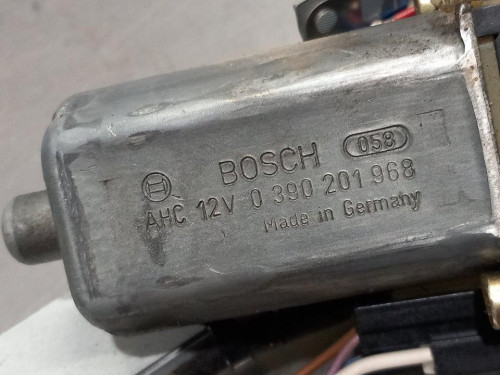 BOSCH 058
AHC 12V 0 390 201 968
Made in Germany